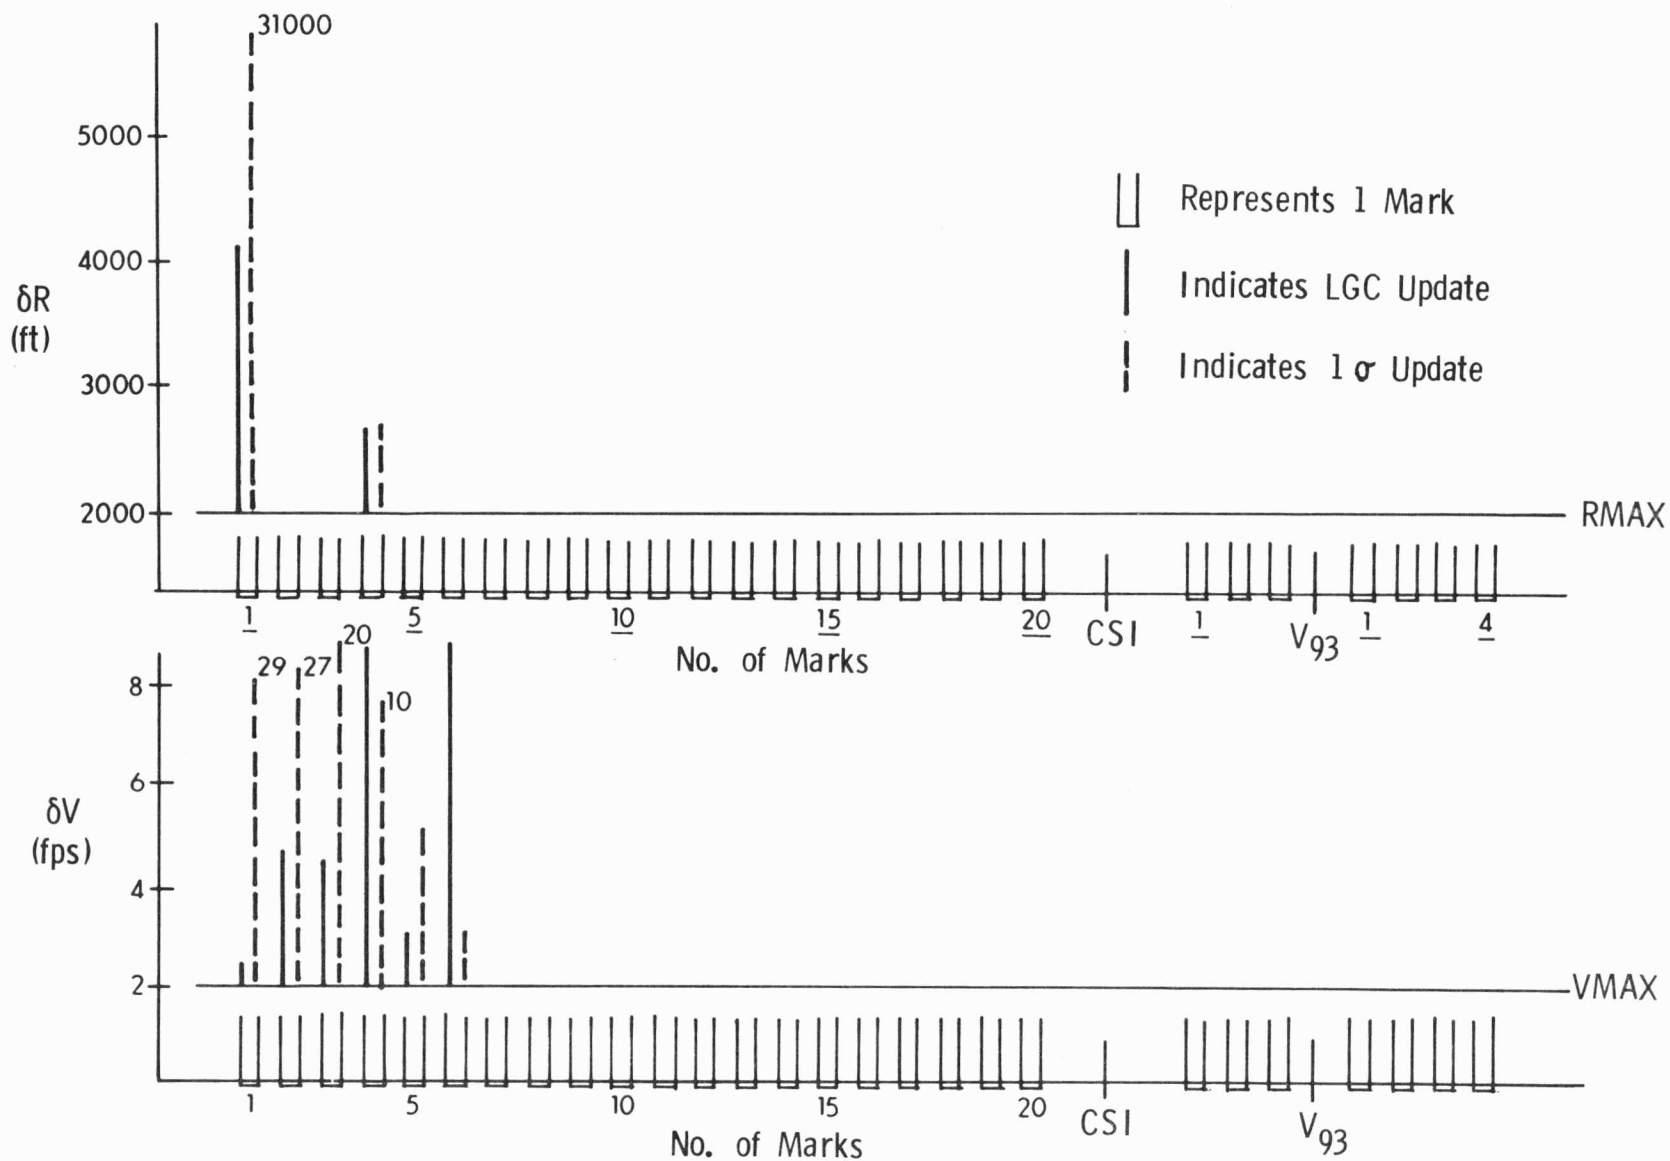 31000
5000
4000
δR
(ft)
3000
2000
RMAX
Represents 1 Mark
Indicates LGC Update
Indicates 1 σ Update
1 5 10 15 20 CSI 1 V93 1 4
No. of Marks
20
29 27
8
10
6
δV
(fps)
4
2
VMAX
1 5 10 15 20 CSI V93
No. of Marks